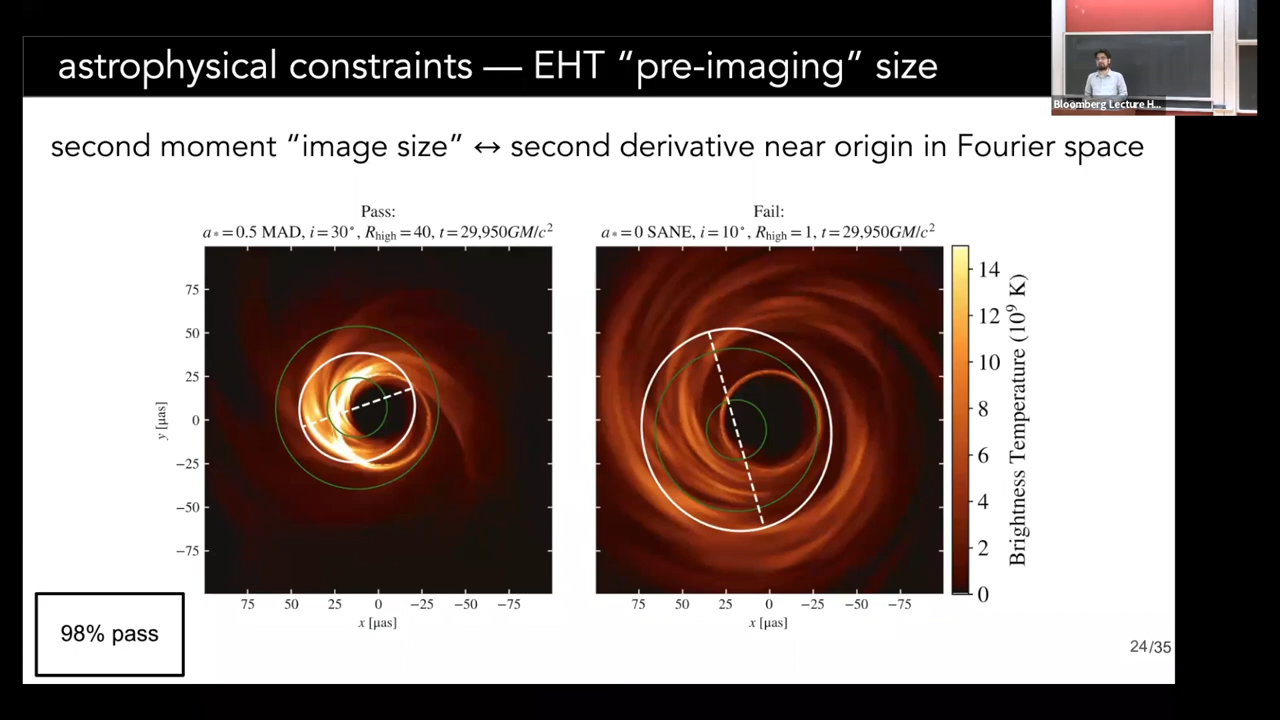 astrophysical constraints — EHT “pre-imaging” size
Bloomberg Lecture H...
second moment “image size” ↔ second derivative near origin in Fourier space
Pass:
a* = 0.5 MAD, i = 30°, R_high = 40, t = 29,950GM/c²
Fail:
a* = 0 SANE, i = 10°, R_high = 1, t = 29,950GM/c²
75
50
25
0
−25
−50
−75
y [μas]
75 50 25 0 −25 −50 −75
x [μas]
75 50 25 0 −25 −50 −75
x [μas]
14
12
10
8
6
4
2
0
Brightness Temperature (10⁹ K)
98% pass
24/35